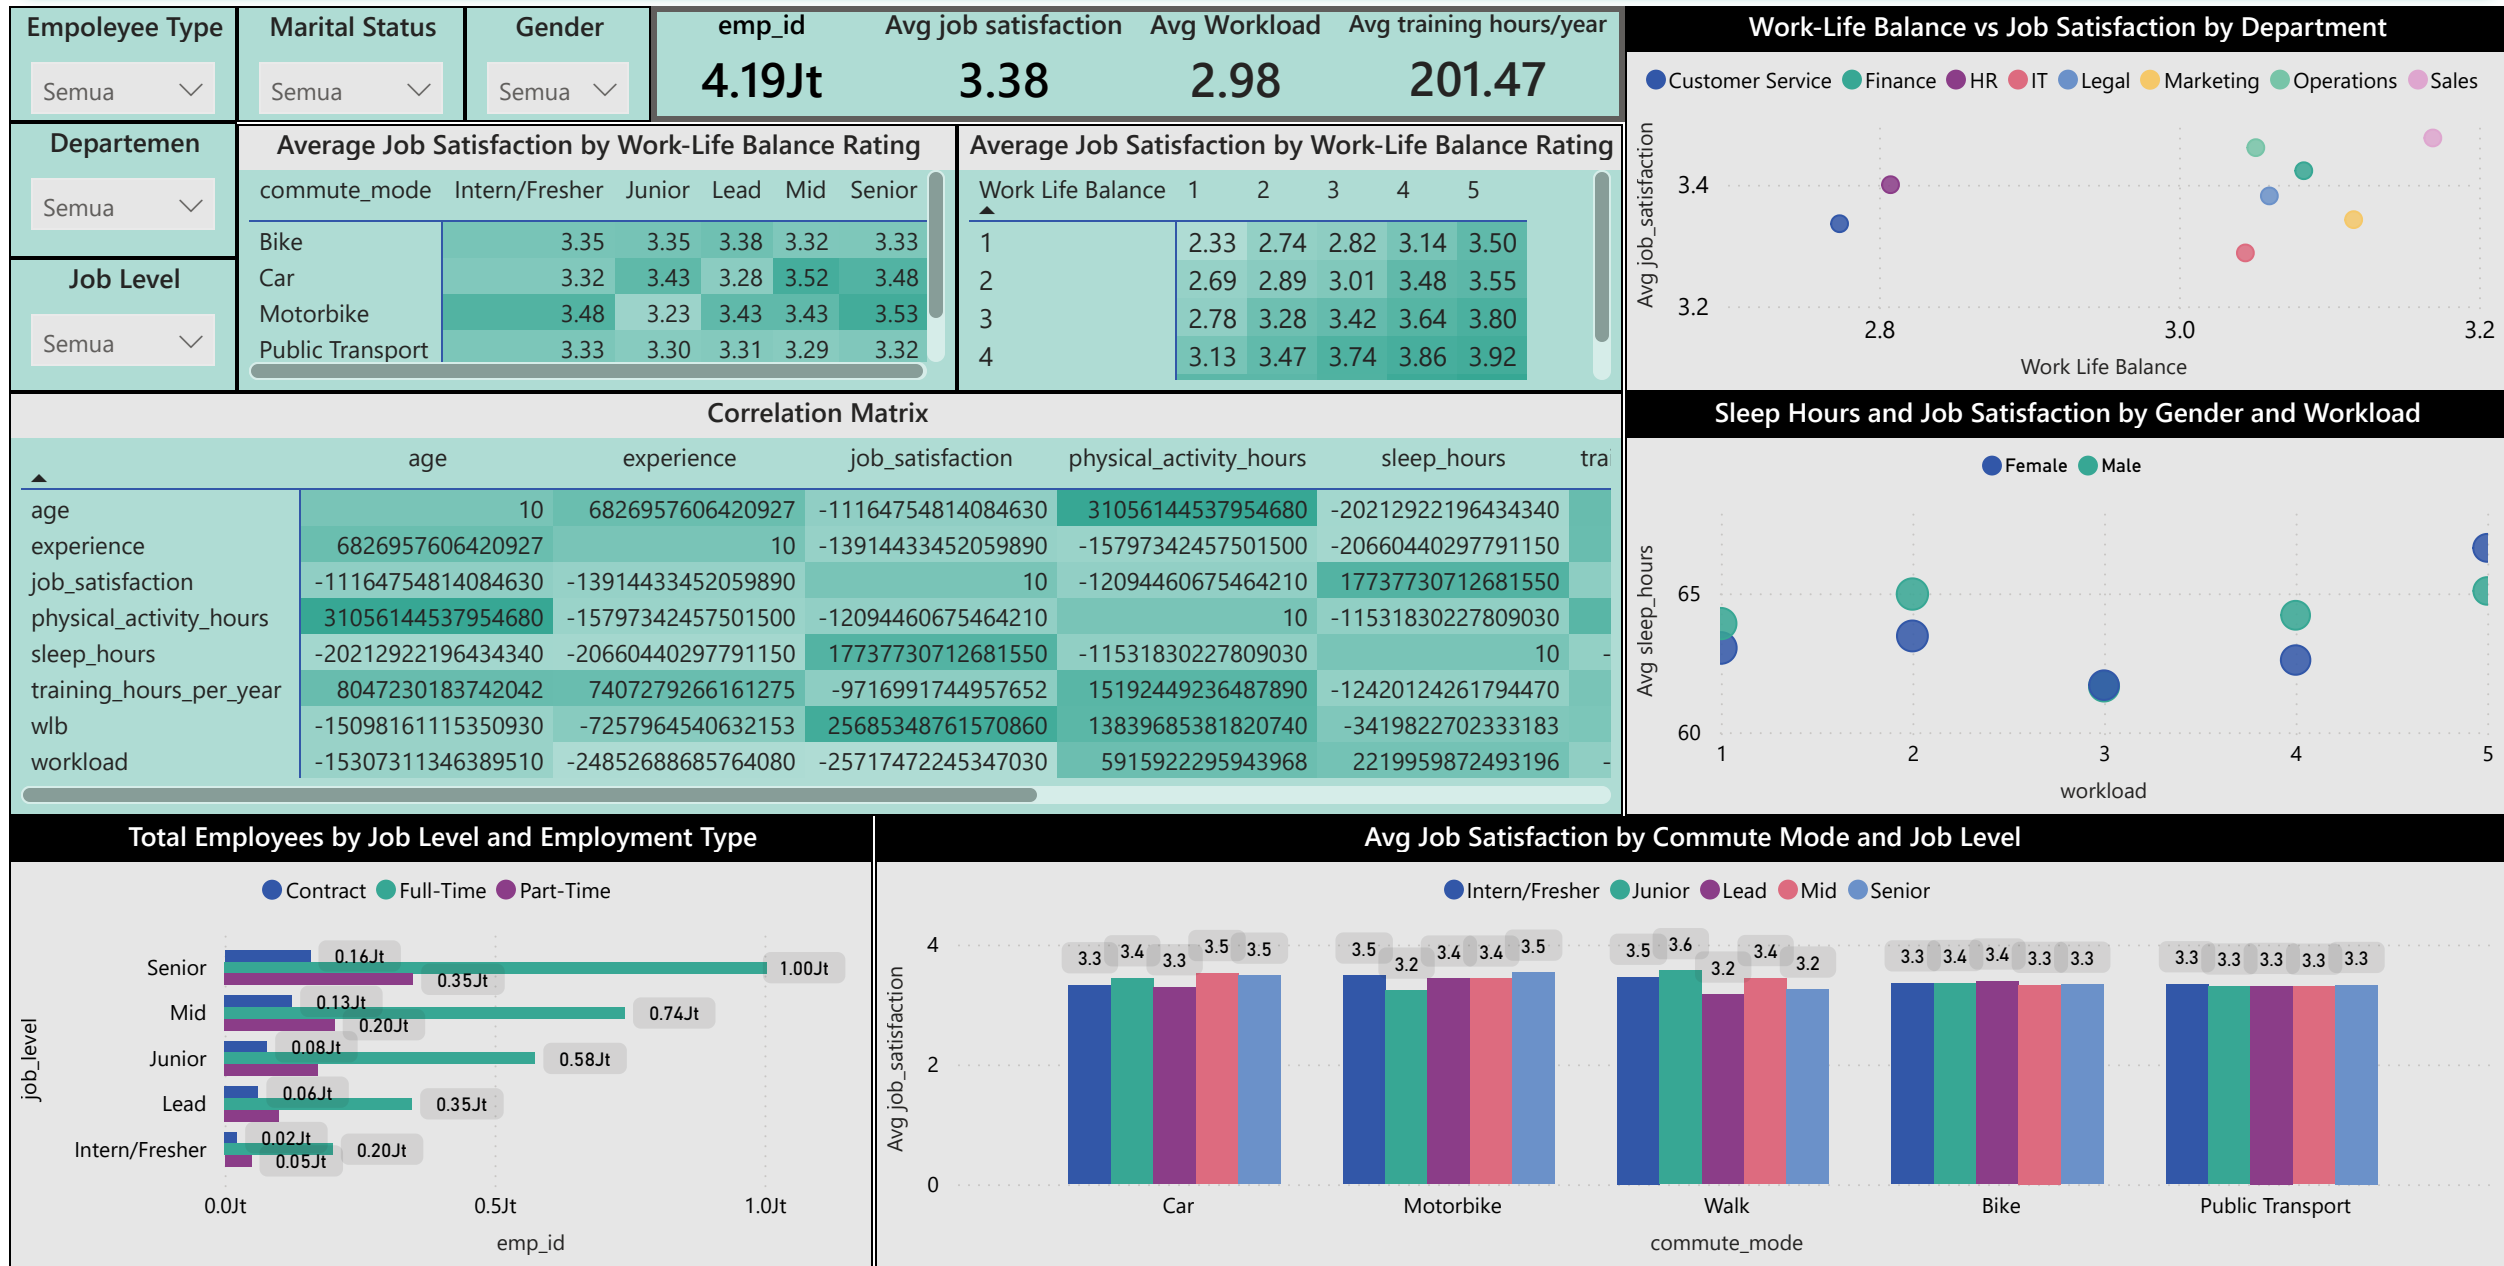 Empoleyee Type
Semua
Marital Status
Semua
Gender
Semua
emp_id
4.19Jt
Avg job satisfaction
3.38
Avg Workload
2.98
Avg training hours/year
201.47
Departemen
Semua
Job Level
Semua
Average Job Satisfaction by Work-Life Balance Rating
commute_mode Intern/Fresher Junior Lead Mid Senior
Bike 3.35 3.35 3.38 3.32 3.33
Car 3.32 3.43 3.28 3.52 3.48
Motorbike 3.48 3.23 3.43 3.43 3.53
Public Transport 3.33 3.30 3.31 3.29 3.32
Average Job Satisfaction by Work-Life Balance Rating
Work Life Balance 1 2 3 4 5
1 2.33 2.74 2.82 3.14 3.50
2 2.69 2.89 3.01 3.48 3.55
3 2.78 3.28 3.42 3.64 3.80
4 3.13 3.47 3.74 3.86 3.92
Work-Life Balance vs Job Satisfaction by Department
Customer Service Finance HR IT Legal Marketing Operations Sales
Avg job_satisfaction
3.4
3.2
2.8 3.0 3.2
Work Life Balance
Correlation Matrix
age experience job_satisfaction physical_activity_hours sleep_hours trai
age 10 6826957606420927 -11164754814084630 31056144537954680 -20212922196434340
experience 6826957606420927 10 -13914433452059890 -15797342457501500 -20660440297791150
job_satisfaction -11164754814084630 -13914433452059890 10 -12094460675464210 17737730712681550
physical_activity_hours 31056144537954680 -15797342457501500 -12094460675464210 10 -11531830227809030
sleep_hours -20212922196434340 -20660440297791150 17737730712681550 -11531830227809030 10 -
training_hours_per_year 8047230183742042 7407279266161275 -9716991744957652 15192449236487890 -12420124261794470
wlb -15098161115350930 -7257964540632153 25685348761570860 13839685381820740 -3419822702333183
workload -15307311346389510 -24852688685764080 -25717472245347030 5915922295943968 2219959872493196 -
Sleep Hours and Job Satisfaction by Gender and Workload
Female Male
Avg sleep_hours
65
60
1 2 3 4 5
workload
Total Employees by Job Level and Employment Type
Contract Full-Time Part-Time
job_level
Senior 0.16Jt 1.00Jt 0.35Jt
Mid 0.13Jt 0.74Jt 0.20Jt
Junior 0.08Jt 0.58Jt
Lead 0.06Jt 0.35Jt
Intern/Fresher 0.02Jt 0.20Jt 0.05Jt
0.0Jt 0.5Jt 1.0Jt
emp_id
Avg Job Satisfaction by Commute Mode and Job Level
Intern/Fresher Junior Lead Mid Senior
Avg job_satisfaction
4
2
0
3.3 3.4 3.3 3.5 3.5
3.5 3.2 3.4 3.4 3.5
3.5 3.6 3.2 3.4 3.2
3.3 3.4 3.4 3.3 3.3
3.3 3.3 3.3 3.3 3.3
Car Motorbike Walk Bike Public Transport
commute_mode